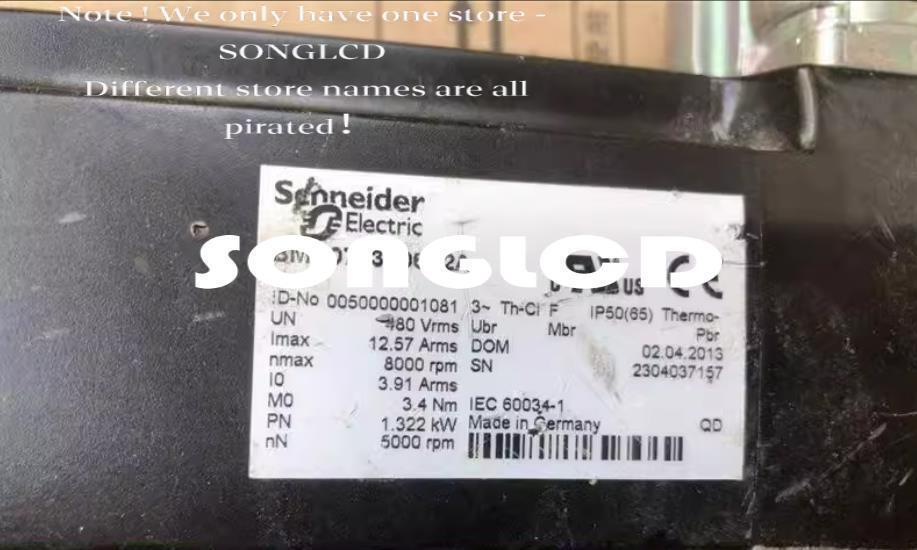 Note ! We only have one store -
SONGLCD
Different store names are all
pirated !
Schneider
Electric
SONGLCD
US CE
ID-No 0050000001081 3~ Th-Cl F IP50(65) Thermo-
UN 480 Vrms Ubr Mbr Pbr
Imax 12.57 Arms DOM 02.04.2013
nmax 8000 rpm SN 2304037157
I0 3.91 Arms
M0 3.4 Nm IEC 60034-1
PN 1.322 kW Made in Germany QD
nN 5000 rpm